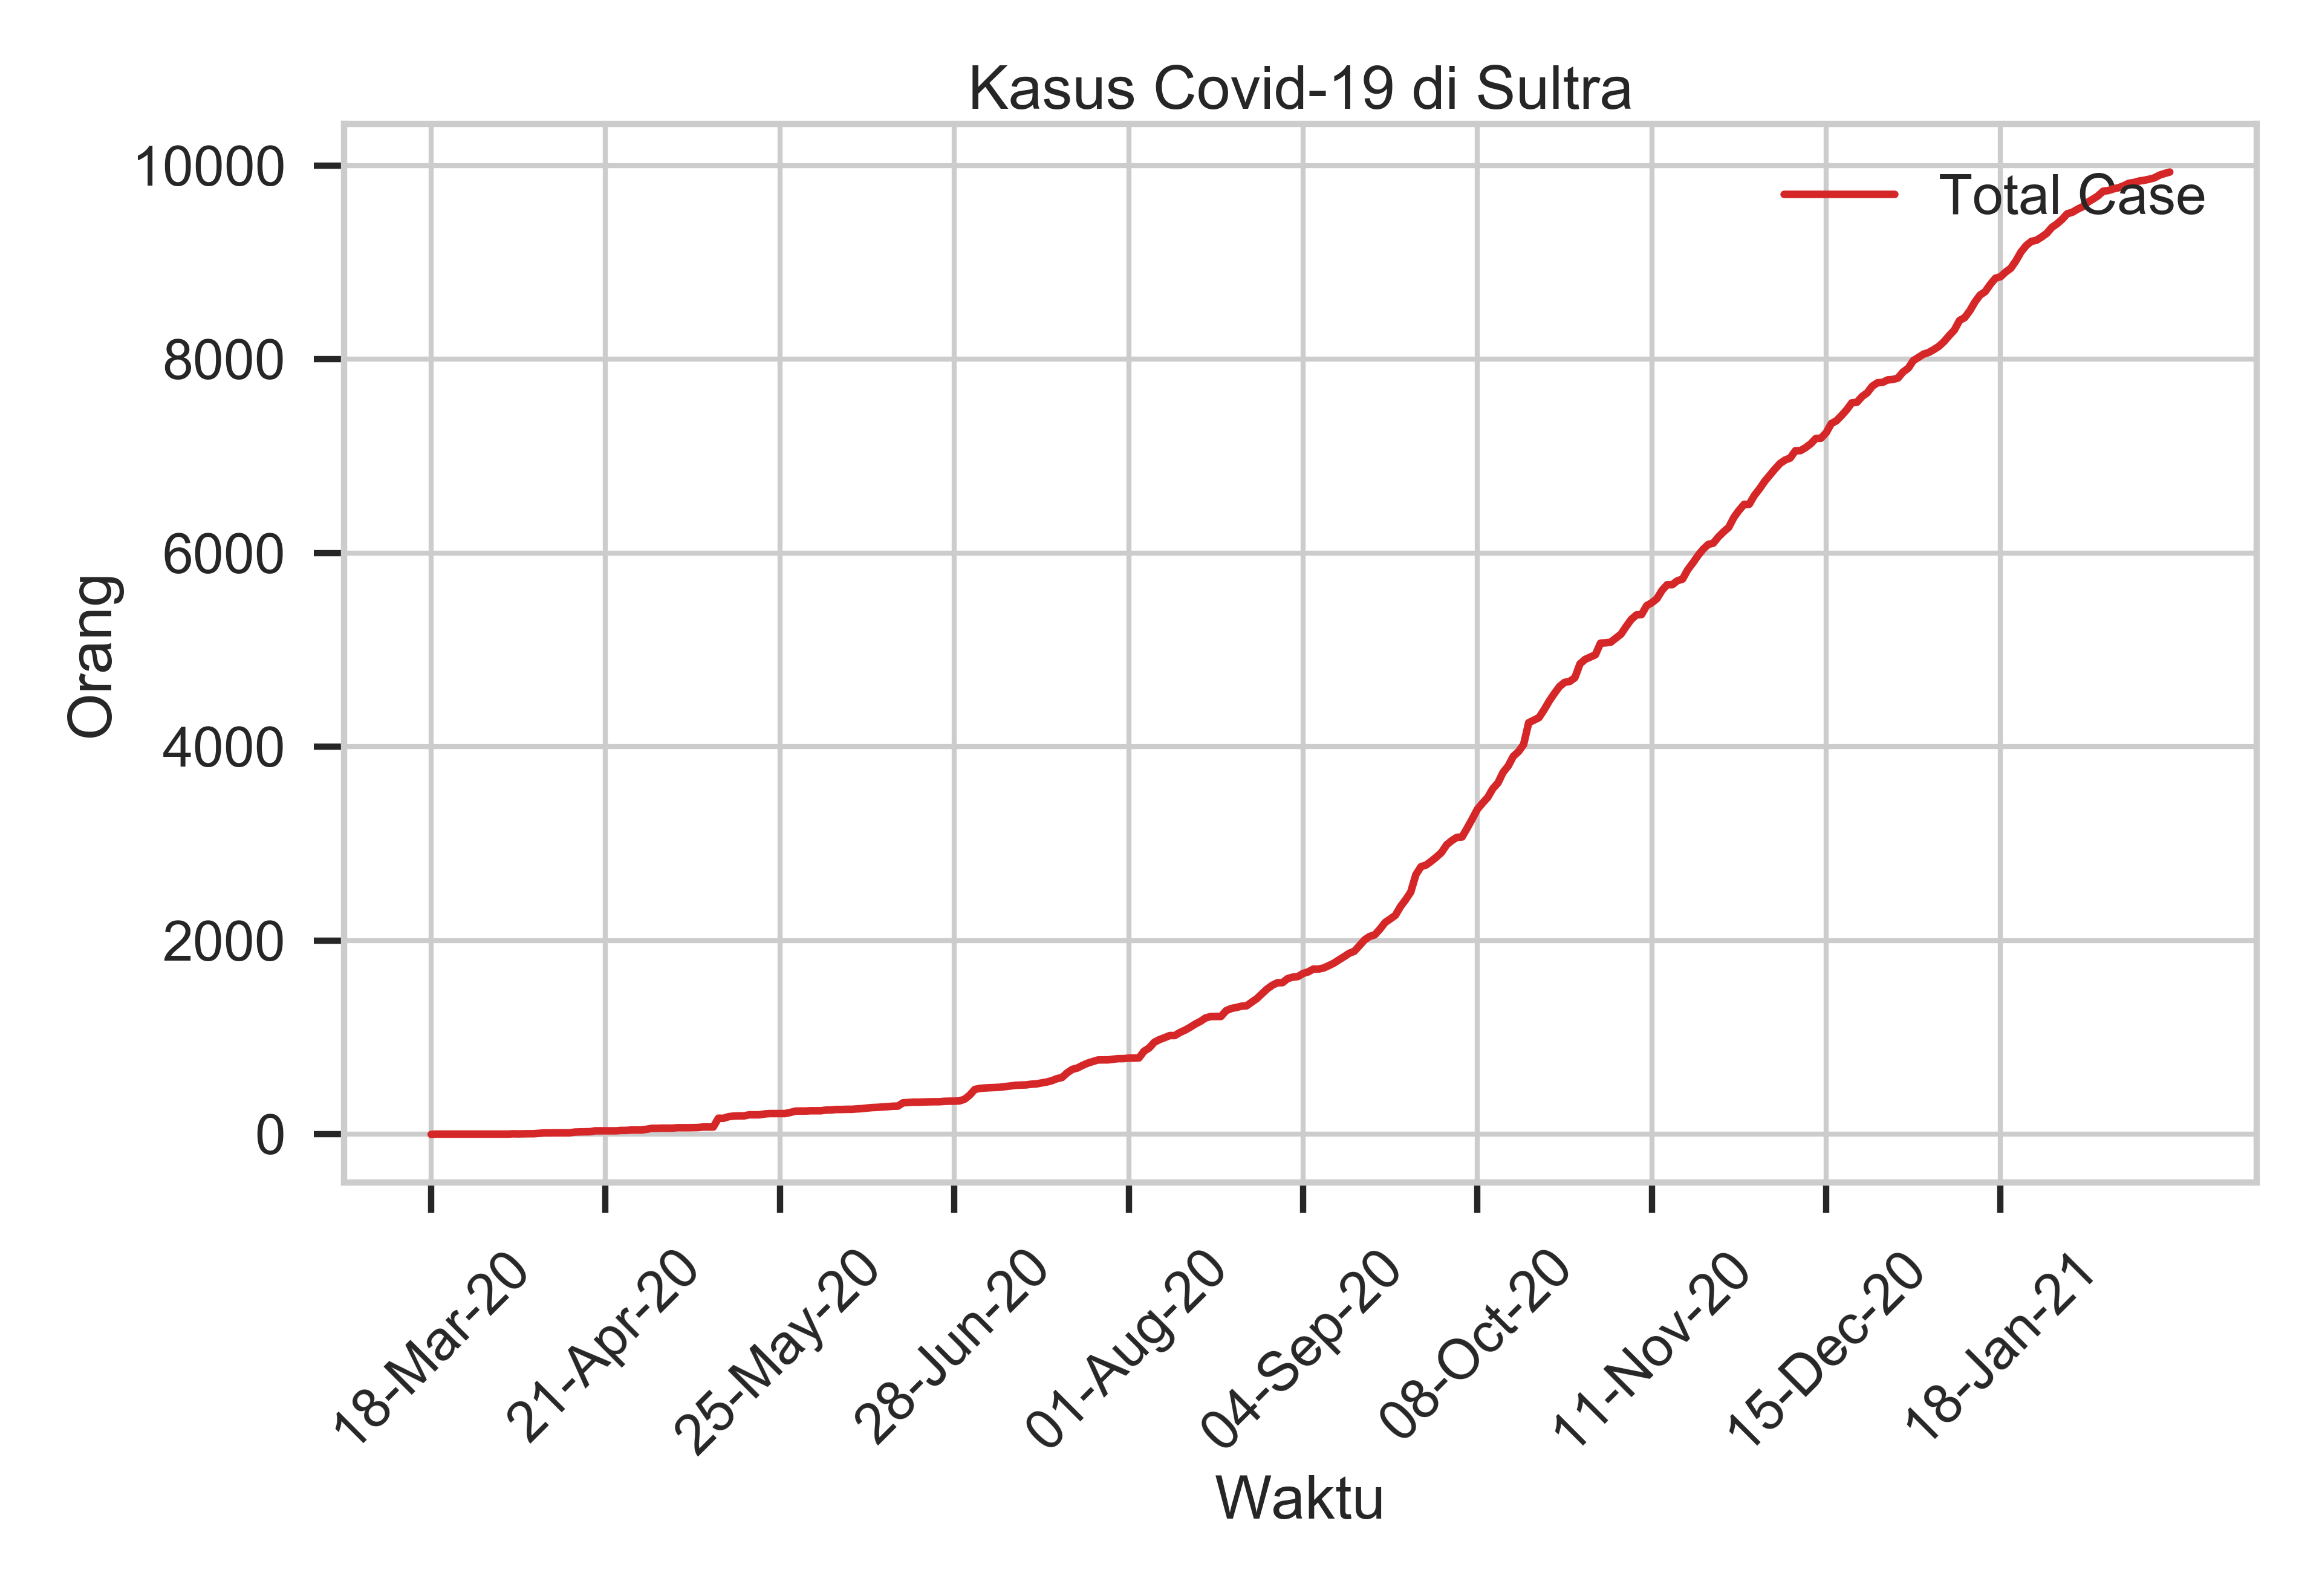 Kasus Covid-19 di Sultra
10000
8000
6000
4000
2000
0
Orang
Total Case
18-Mar-20
21-Apr-20
25-May-20
28-Jun-20
01-Aug-20
04-Sep-20
08-Oct-20
11-Nov-20
15-Dec-20
18-Jan-21
Waktu